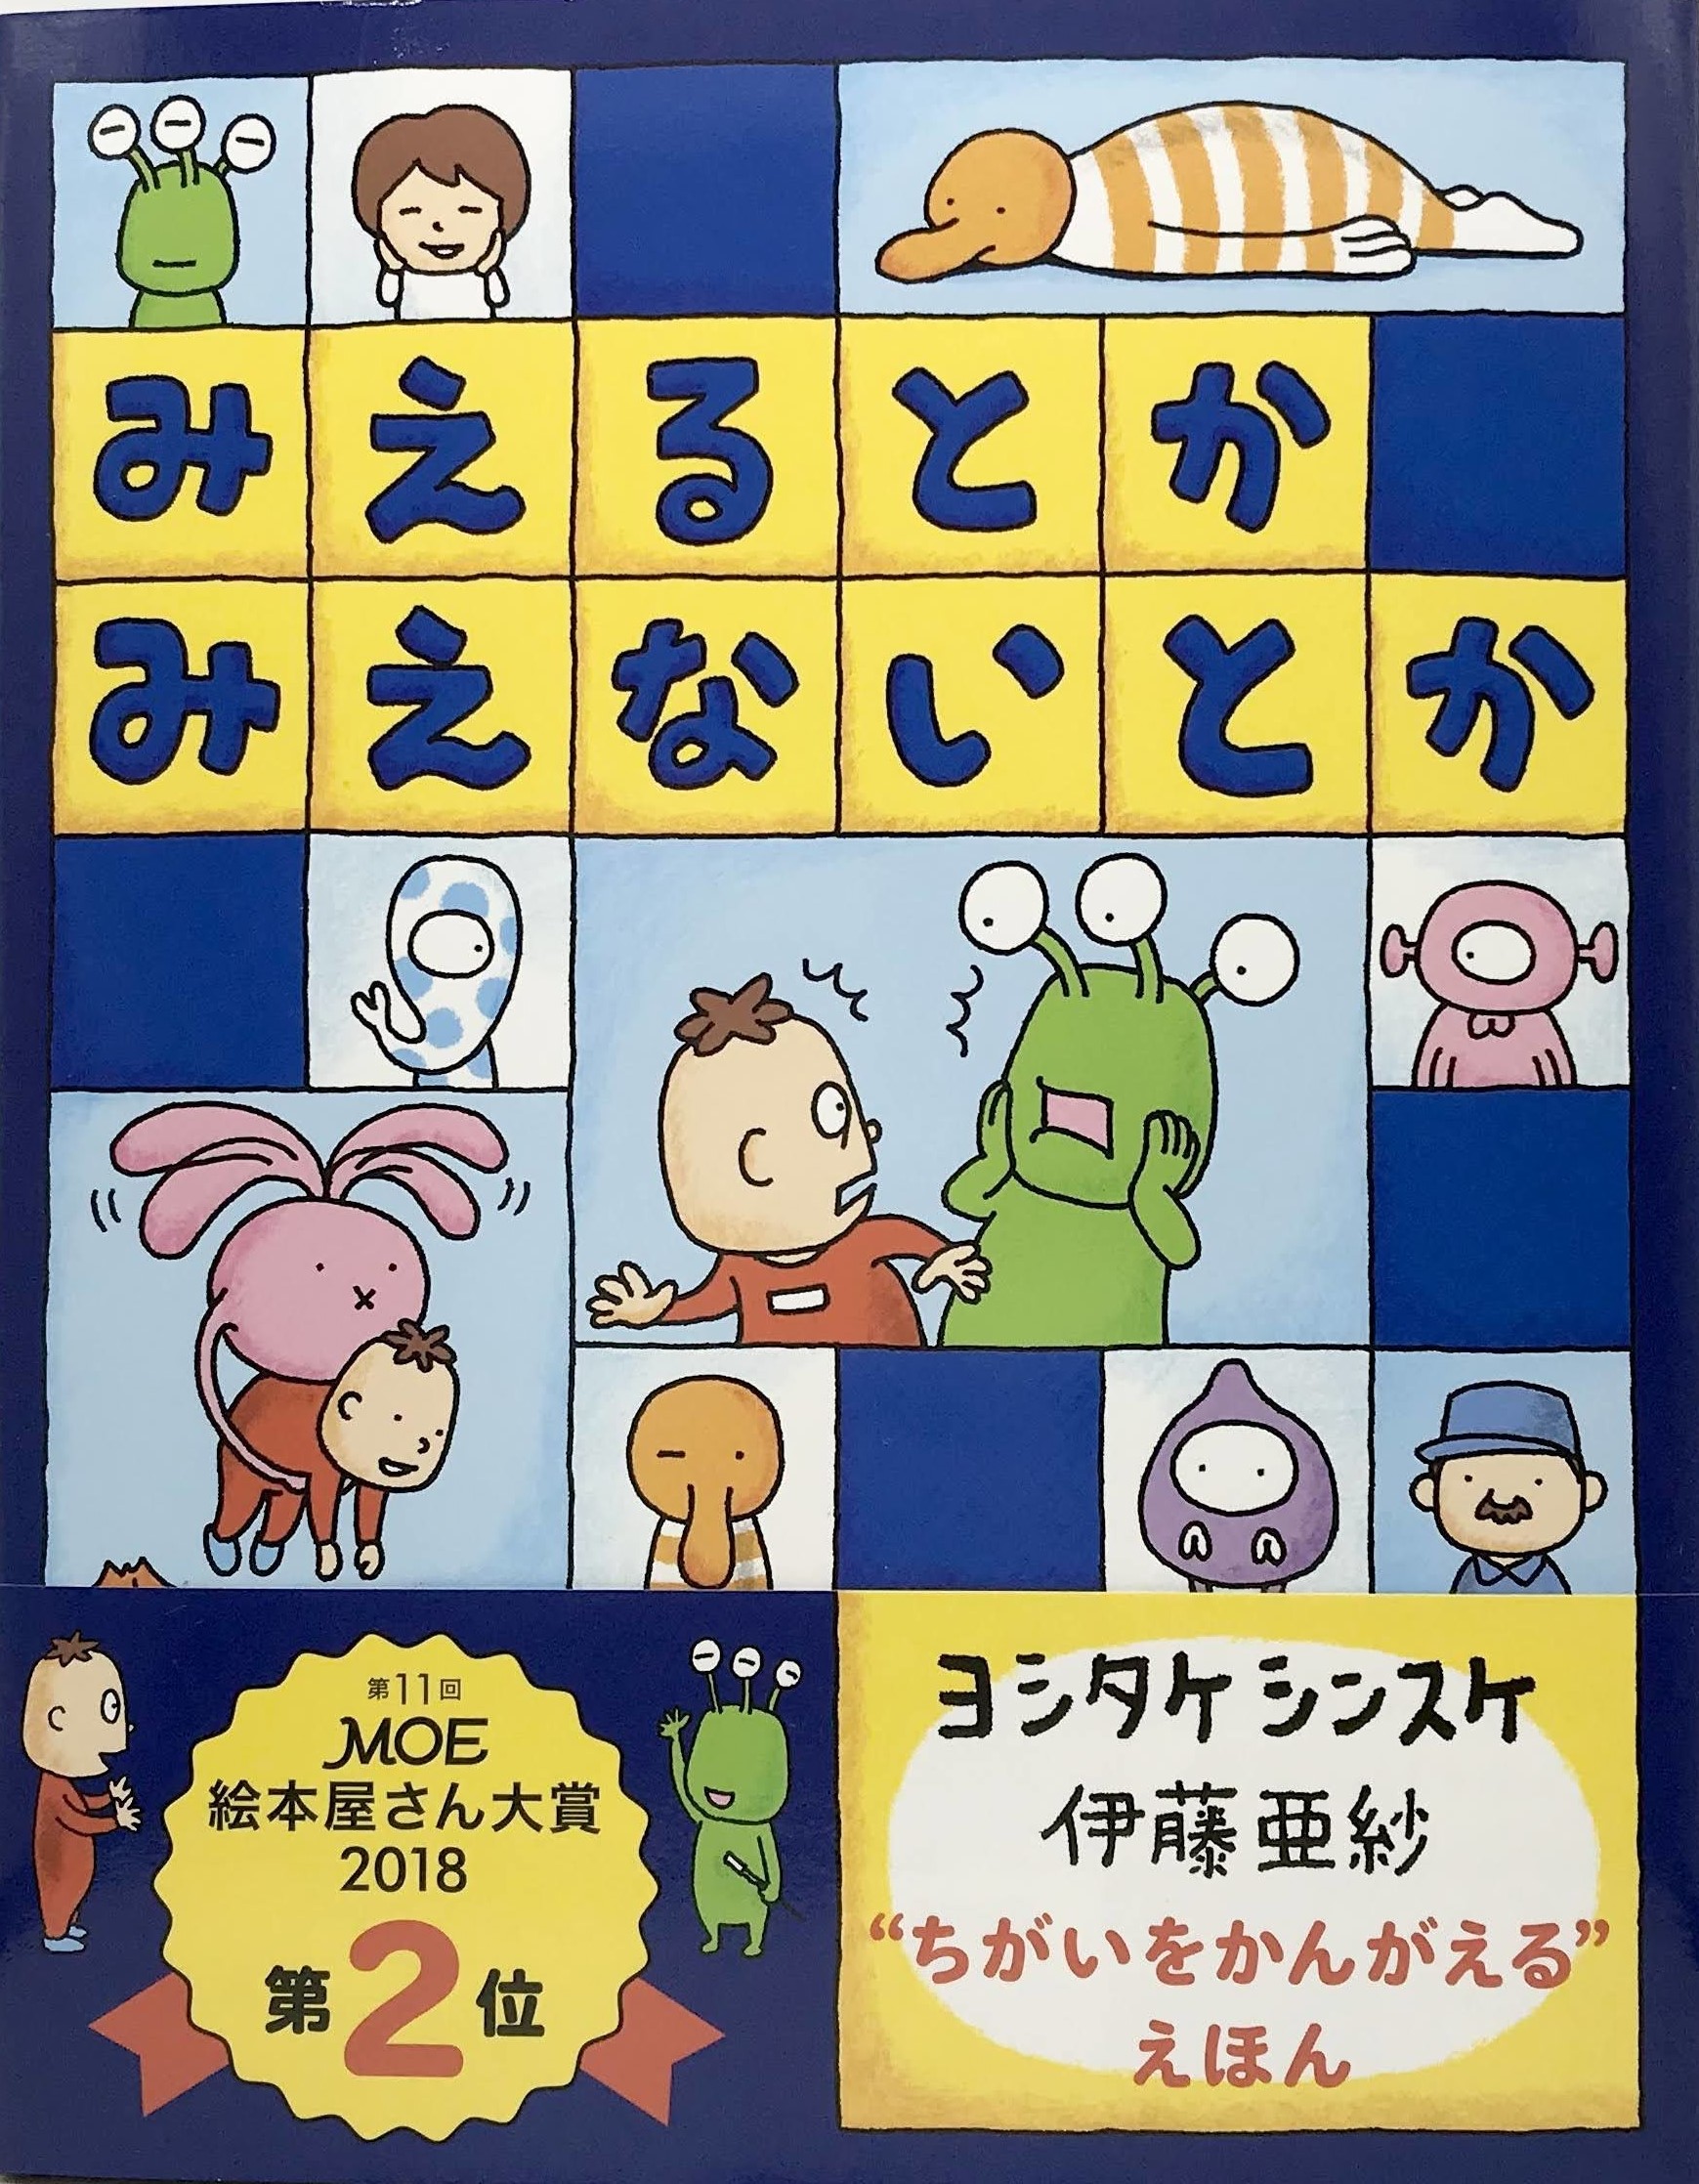 みえるとか
みえないとか
第11回
MOE
絵本屋さん大賞
2018
第2位
ヨシタケ シンスケ
伊藤亜紗
“ちがいをかんがえる”
えほん